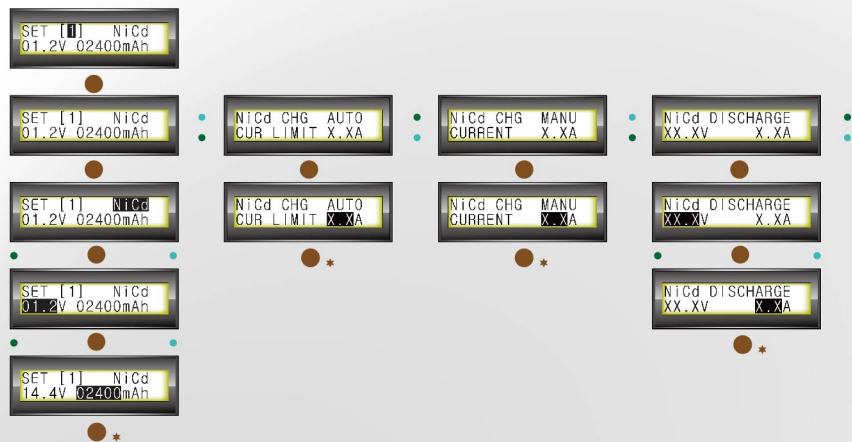 SET [1] NiCd
01.2V 02400mAh
SET [1] NiCd
01.2V 02400mAh
NiCd CHG AUTO
CUR LIMIT X.XA
NiCd CHG MANU
CURRENT X.XA
NiCd DISCHARGE
XX.XV X.XA
SET [1] NiCd
01.2V 02400mAh
NiCd CHG AUTO
CUR LIMIT X.XA
NiCd CHG MANU
CURRENT X.XA
NiCd DISCHARGE
XX.XV X.XA
SET [1] NiCd
01.2V 02400mAh
NiCd DISCHARGE
XX.XV X.XA
SET [1] NiCd
14.4V 02400mAh